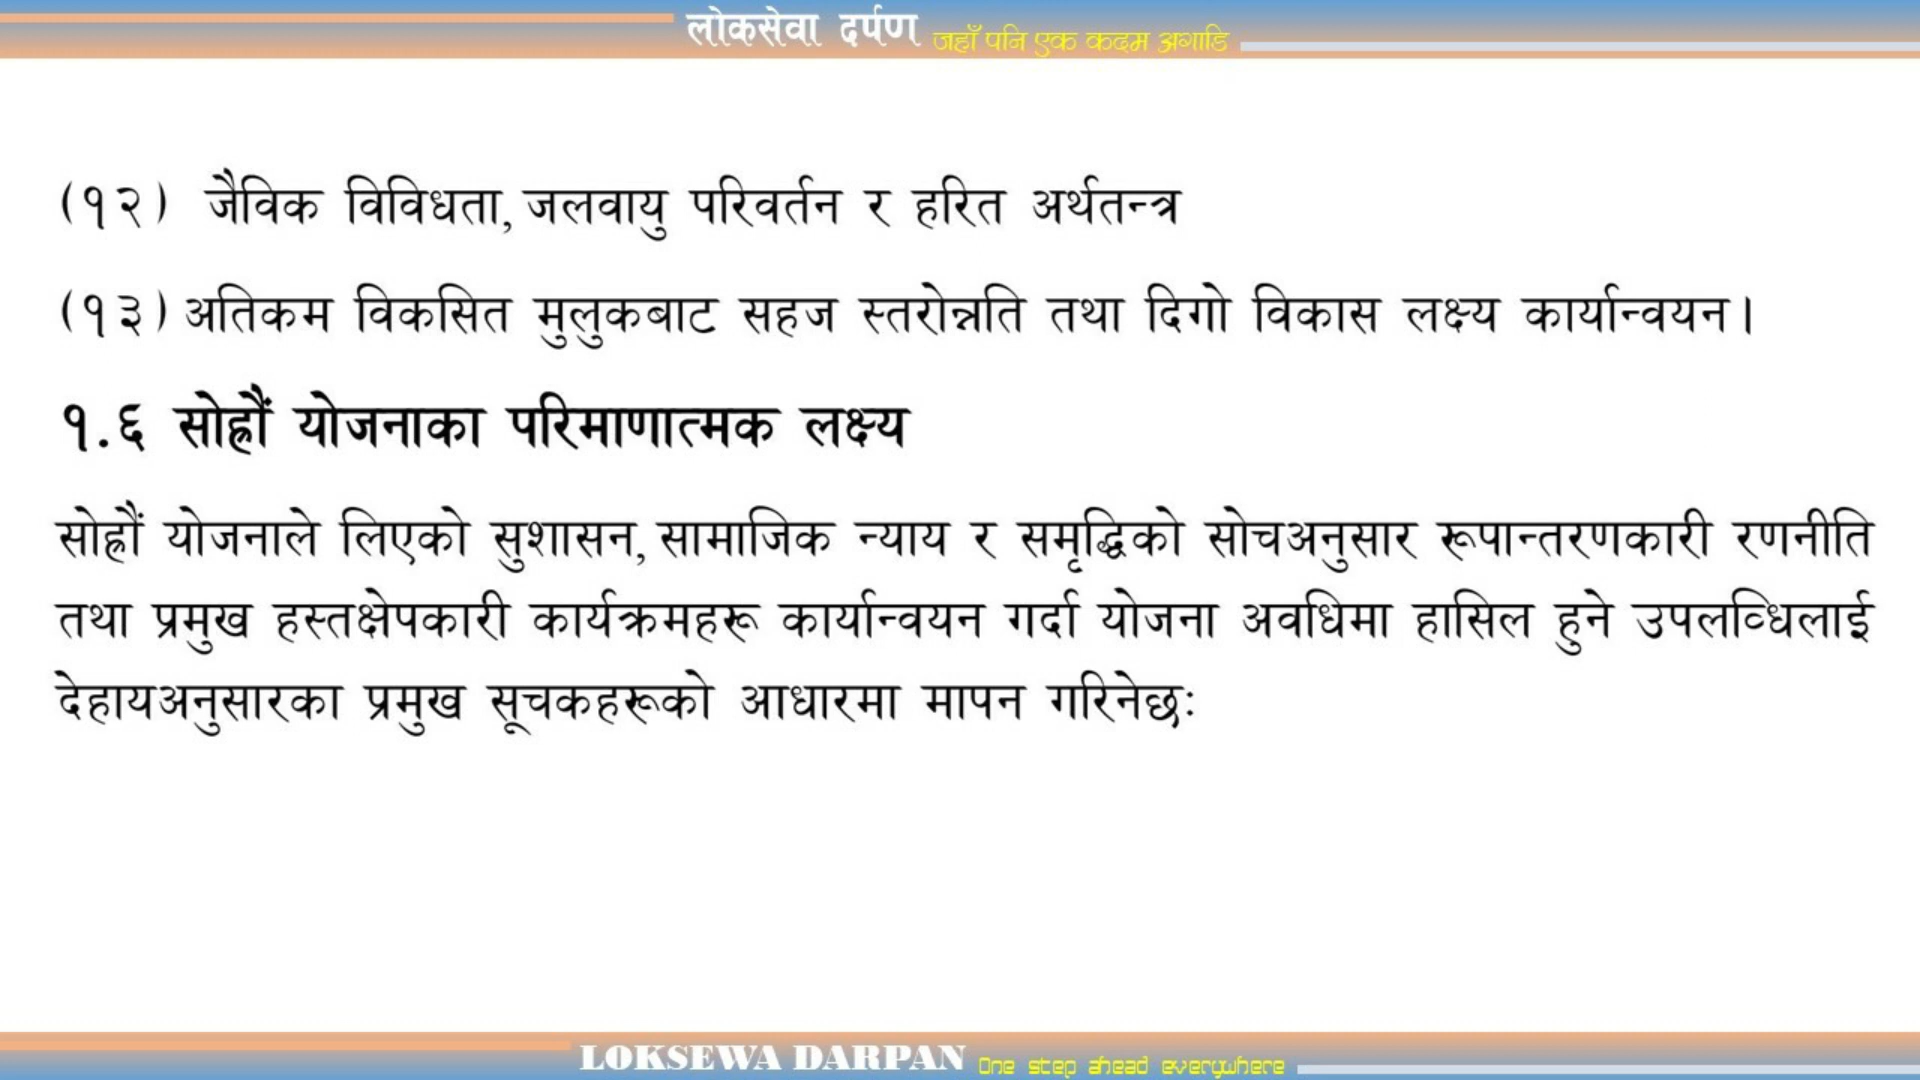 लोकसेवा दर्पण जहाँ पनि एक कदम अगाडि
(१२) जैविक विविधता, जलवायु परिवर्तन र हरित अर्थतन्त्र
(१३) अतिकम विकसित मुलुकबाट सहज स्तरोन्नति तथा दिगो विकास लक्ष्य कार्यान्वयन।
१.६ सोह्रौं योजनाका परिमाणात्मक लक्ष्य
सोह्रौं योजनाले लिएको सुशासन, सामाजिक न्याय र समृद्धिको सोचअनुसार रूपान्तरणकारी रणनीति
तथा प्रमुख हस्तक्षेपकारी कार्यक्रमहरू कार्यान्वयन गर्दा योजना अवधिमा हासिल हुने उपलव्धिलाई
देहायअनुसारका प्रमुख सूचकहरूको आधारमा मापन गरिनेछः
LOKSEWA DARPAN One step ahead everywhere